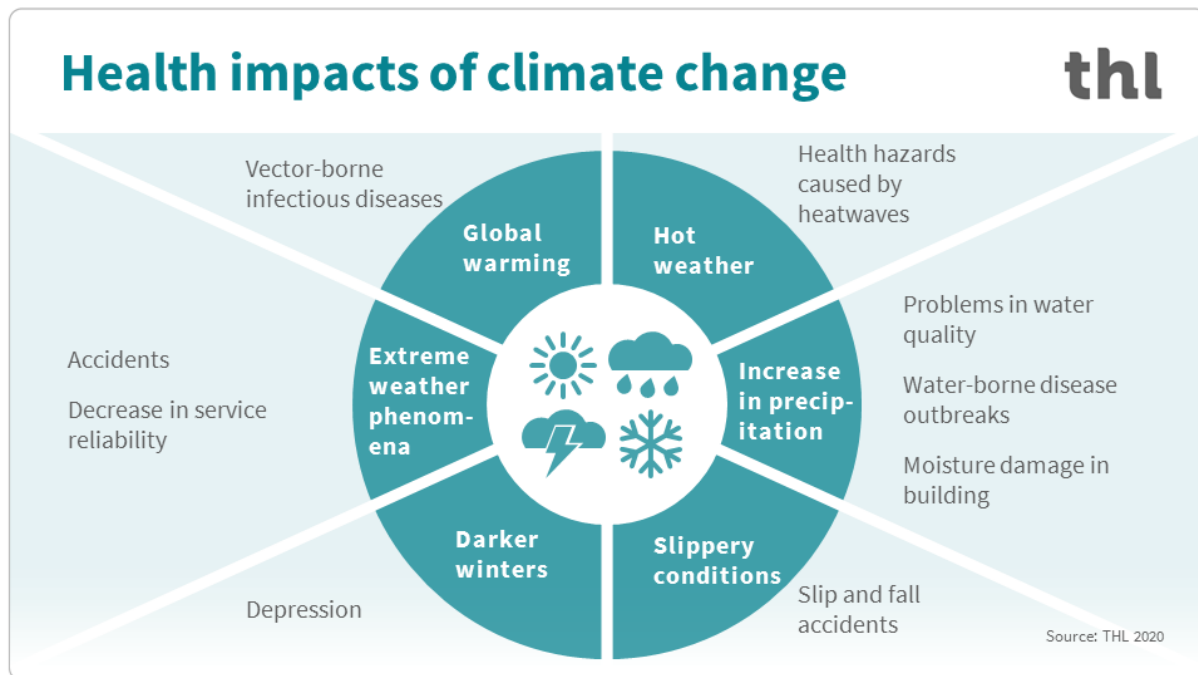 Health impacts of climate change
thl
Vector-borne
infectious diseases
Global
warming
Hot
weather
Health hazards
caused by
heatwaves
Accidents
Decrease in service
reliability
Extreme
weather
phenom-
ena
Increase
in precip-
itation
Problems in water
quality
Water-borne disease
outbreaks
Moisture damage in
building
Depression
Darker
winters
Slippery
conditions
Slip and fall
accidents
Source: THL 2020